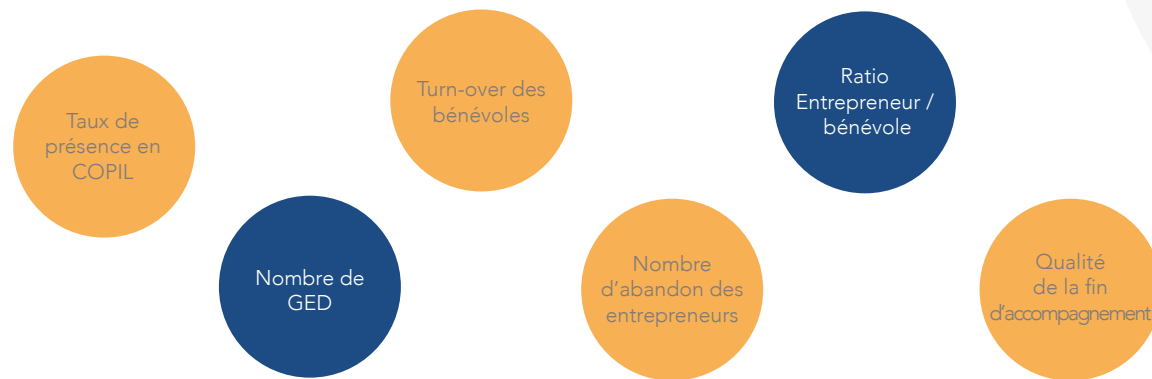 Taux de
présence en
COPIL
Nombre de
GED
Turn-over des
bénévoles
Nombre
d'abandon des
entrepreneurs
Ratio
Entrepreneur /
bénévole
Qualité
de la fin
d'accompagnement